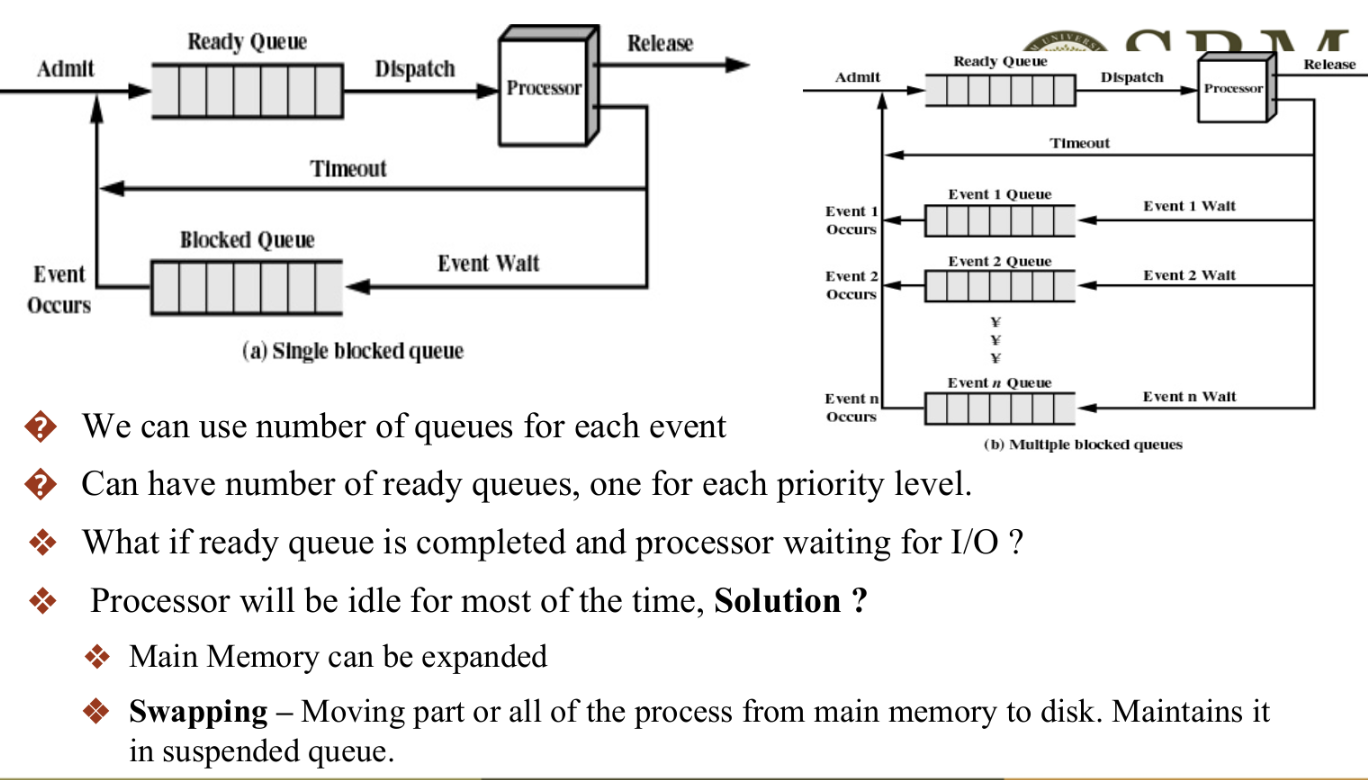 Ready Queue
Release
Admit
Dispatch
Processor
Timeout
Blocked Queue
Event Wait
Event
Occurs
(a) Single blocked queue
UNIVERS
SRM
Ready Queue
Release
Admit
Dispatch
Processor
Timeout
Event 1 Queue
Event 1 Wait
Event 1
Occurs
Event 2 Queue
Event 2 Wait
Event 2
Occurs
¥
¥
¥
Event n Queue
Event n Wait
Event n
Occurs
(b) Multiple blocked queues
We can use number of queues for each event
Can have number of ready queues, one for each priority level.
What if ready queue is completed and processor waiting for I/O ?
Processor will be idle for most of the time, Solution ?
Main Memory can be expanded
Swapping – Moving part or all of the process from main memory to disk. Maintains it
in suspended queue.